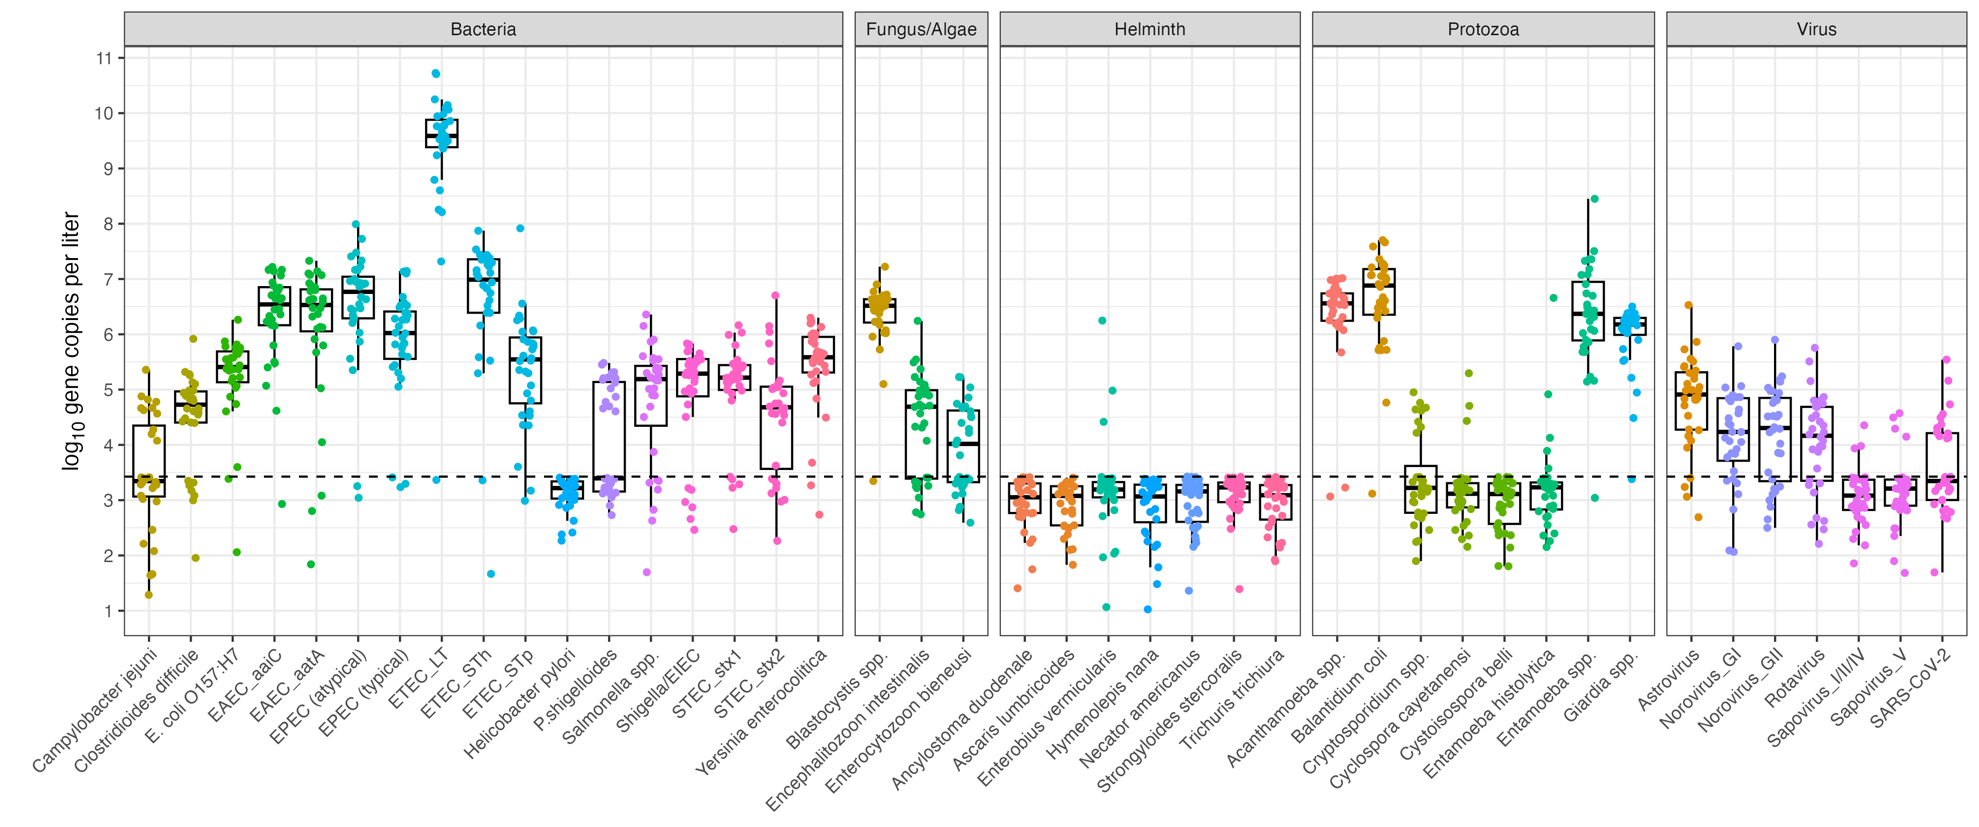 Bacteria
Fungus/Algae
Helminth
Protozoa
Virus
log10 gene copies per liter
11
10
9
8
7
6
5
4
3
2
1
Campylobacter jejuni
Clostridioides difficile
E. coli O157:H7
EAEC_aaiC
EAEC_aatA
EPEC (atypical)
EPEC (typical)
ETEC_LT
ETEC_STh
ETEC_STp
Helicobacter pylori
P.shigelloides
Salmonella spp.
Shigella/EIEC
STEC_stx1
STEC_stx2
Yersinia enterocolitica
Blastocystis spp.
Encephalitozoon intestinalis
Enterocytozoon bieneusi
Ancylostoma duodenale
Ascaris lumbricoides
Enterobius vermicularis
Hymenolepis nana
Necator americanus
Strongyloides stercoralis
Trichuris trichiura
Acanthamoeba spp.
Balantidium coli
Cryptosporidium spp.
Cyclospora cayetanensi
Cystoisospora belli
Entamoeba histolytica
Entamoeba spp.
Giardia spp.
Astrovirus
Norovirus_GI
Norovirus_GII
Rotavirus
Sapovirus_I/II/IV
Sapovirus_V
SARS-CoV-2